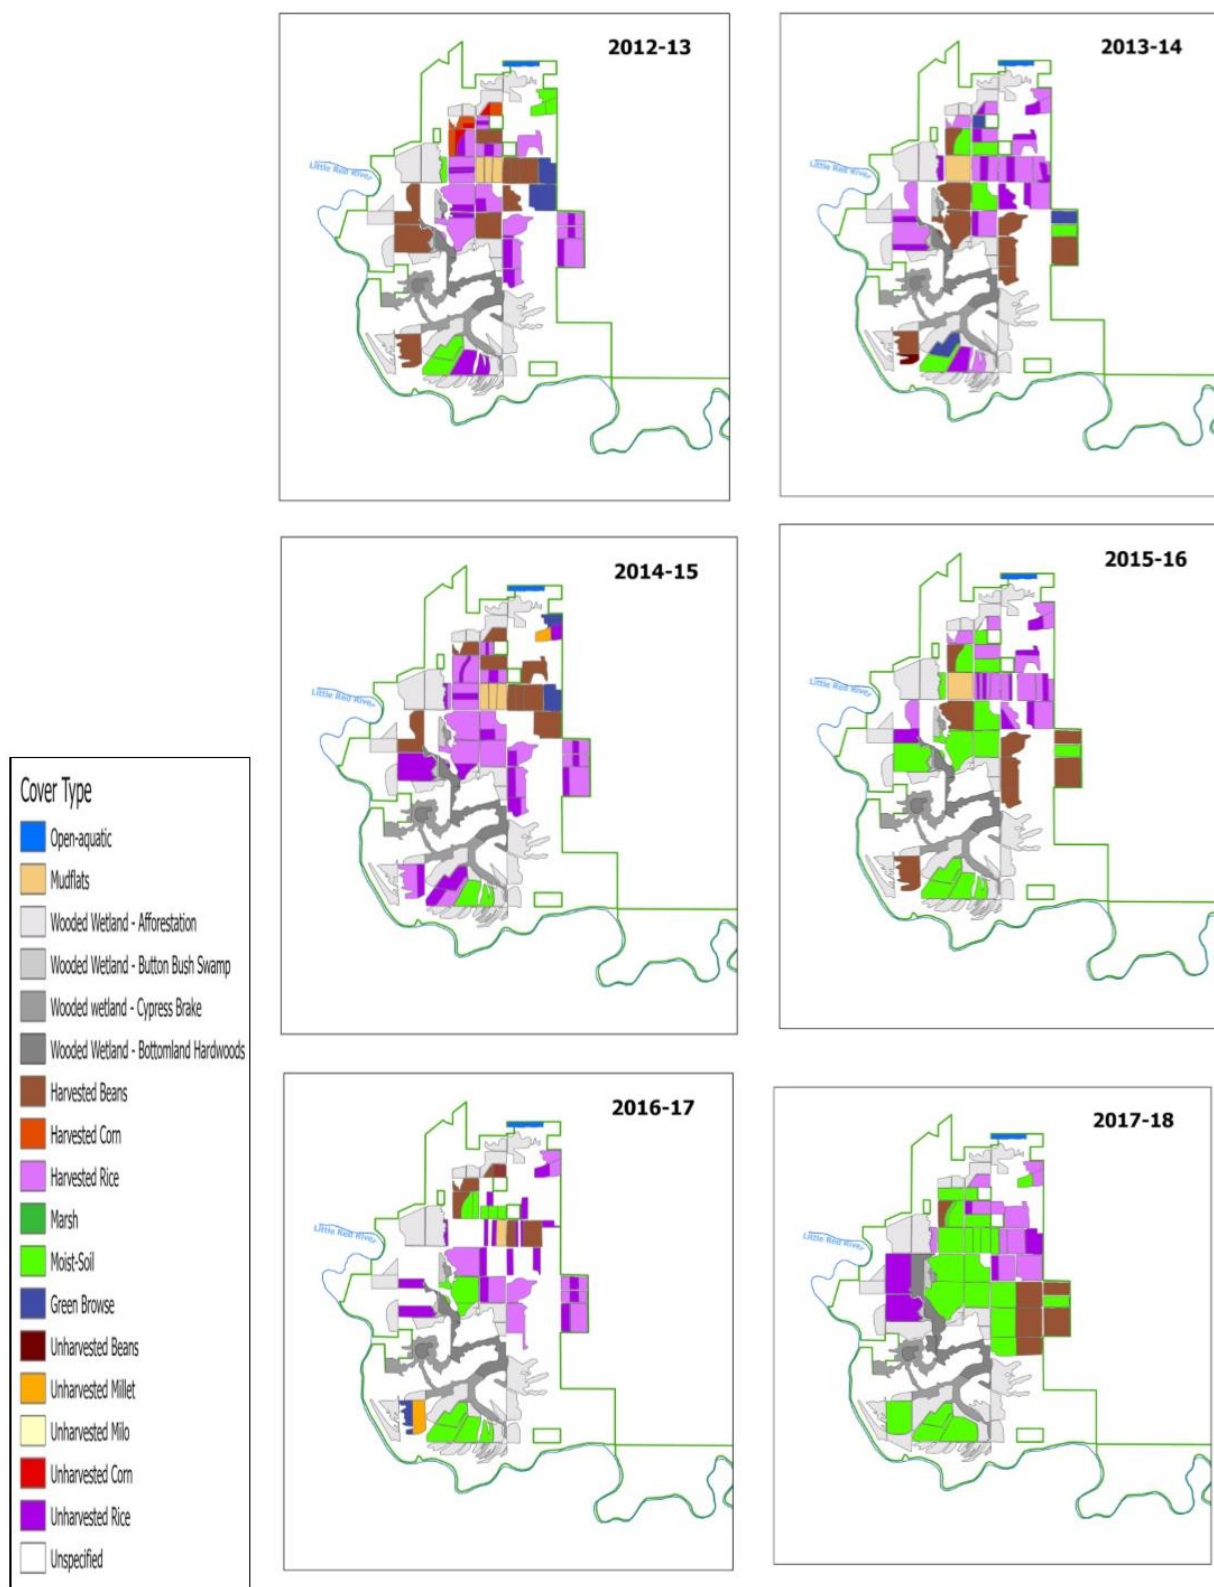 2012-13
2013-14
Little Red River
Little Red River
2014-15
2015-16
Little Red River
Little Red River
Cover Type
Open-aquatic
Mudflats
Wooded Wetland - Afforestation
Wooded Wetland - Button Bush Swamp
Wooded wetland - Cypress Brake
Wooded Wetland - Bottomland Hardwoods
Harvested Beans
Harvested Corn
Harvested Rice
Marsh
Moist-Soil
Green Browse
Unharvested Beans
Unharvested Millet
Unharvested Milo
Unharvested Corn
Unharvested Rice
Unspecified
2016-17
2017-18
Little Red River
Little Red River